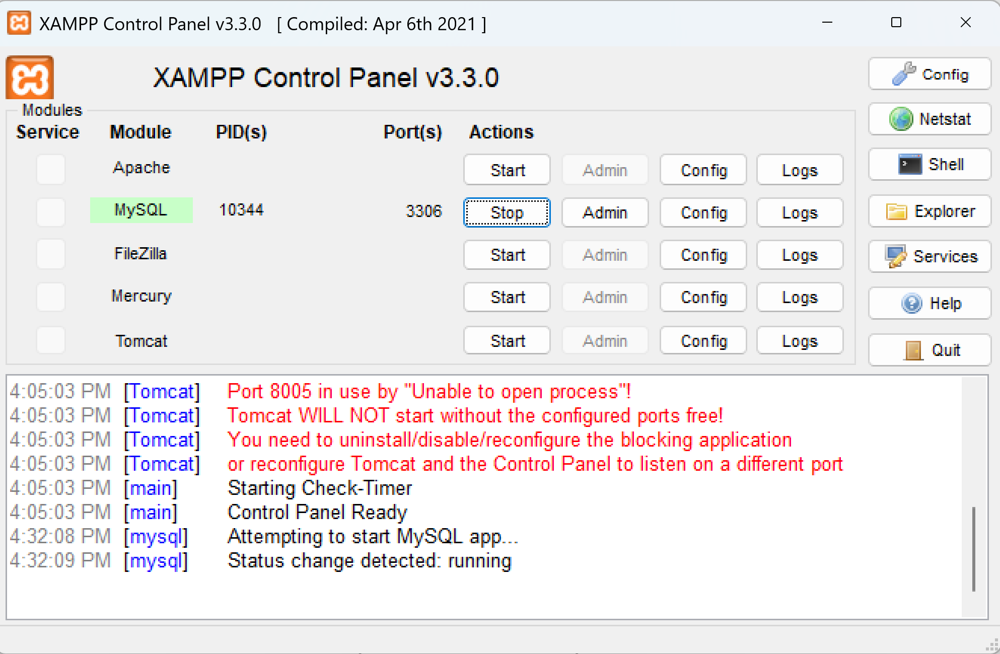 XAMPP Control Panel v3.3.0 [ Compiled: Apr 6th 2021 ]
XAMPP Control Panel v3.3.0
Config
Netstat
Shell
Explorer
Services
Help
Quit
Modules
Service Module PID(s) Port(s) Actions
Apache Start Admin Config Logs
MySQL 10344 3306 Stop Admin Config Logs
FileZilla Start Admin Config Logs
Mercury Start Admin Config Logs
Tomcat Start Admin Config Logs
4:05:03 PM [Tomcat] Port 8005 in use by "Unable to open process"!
4:05:03 PM [Tomcat] Tomcat WILL NOT start without the configured ports free!
4:05:03 PM [Tomcat] You need to uninstall/disable/reconfigure the blocking application
4:05:03 PM [Tomcat] or reconfigure Tomcat and the Control Panel to listen on a different port
4:05:03 PM [main] Starting Check-Timer
4:05:03 PM [main] Control Panel Ready
4:32:08 PM [mysql] Attempting to start MySQL app...
4:32:09 PM [mysql] Status change detected: running